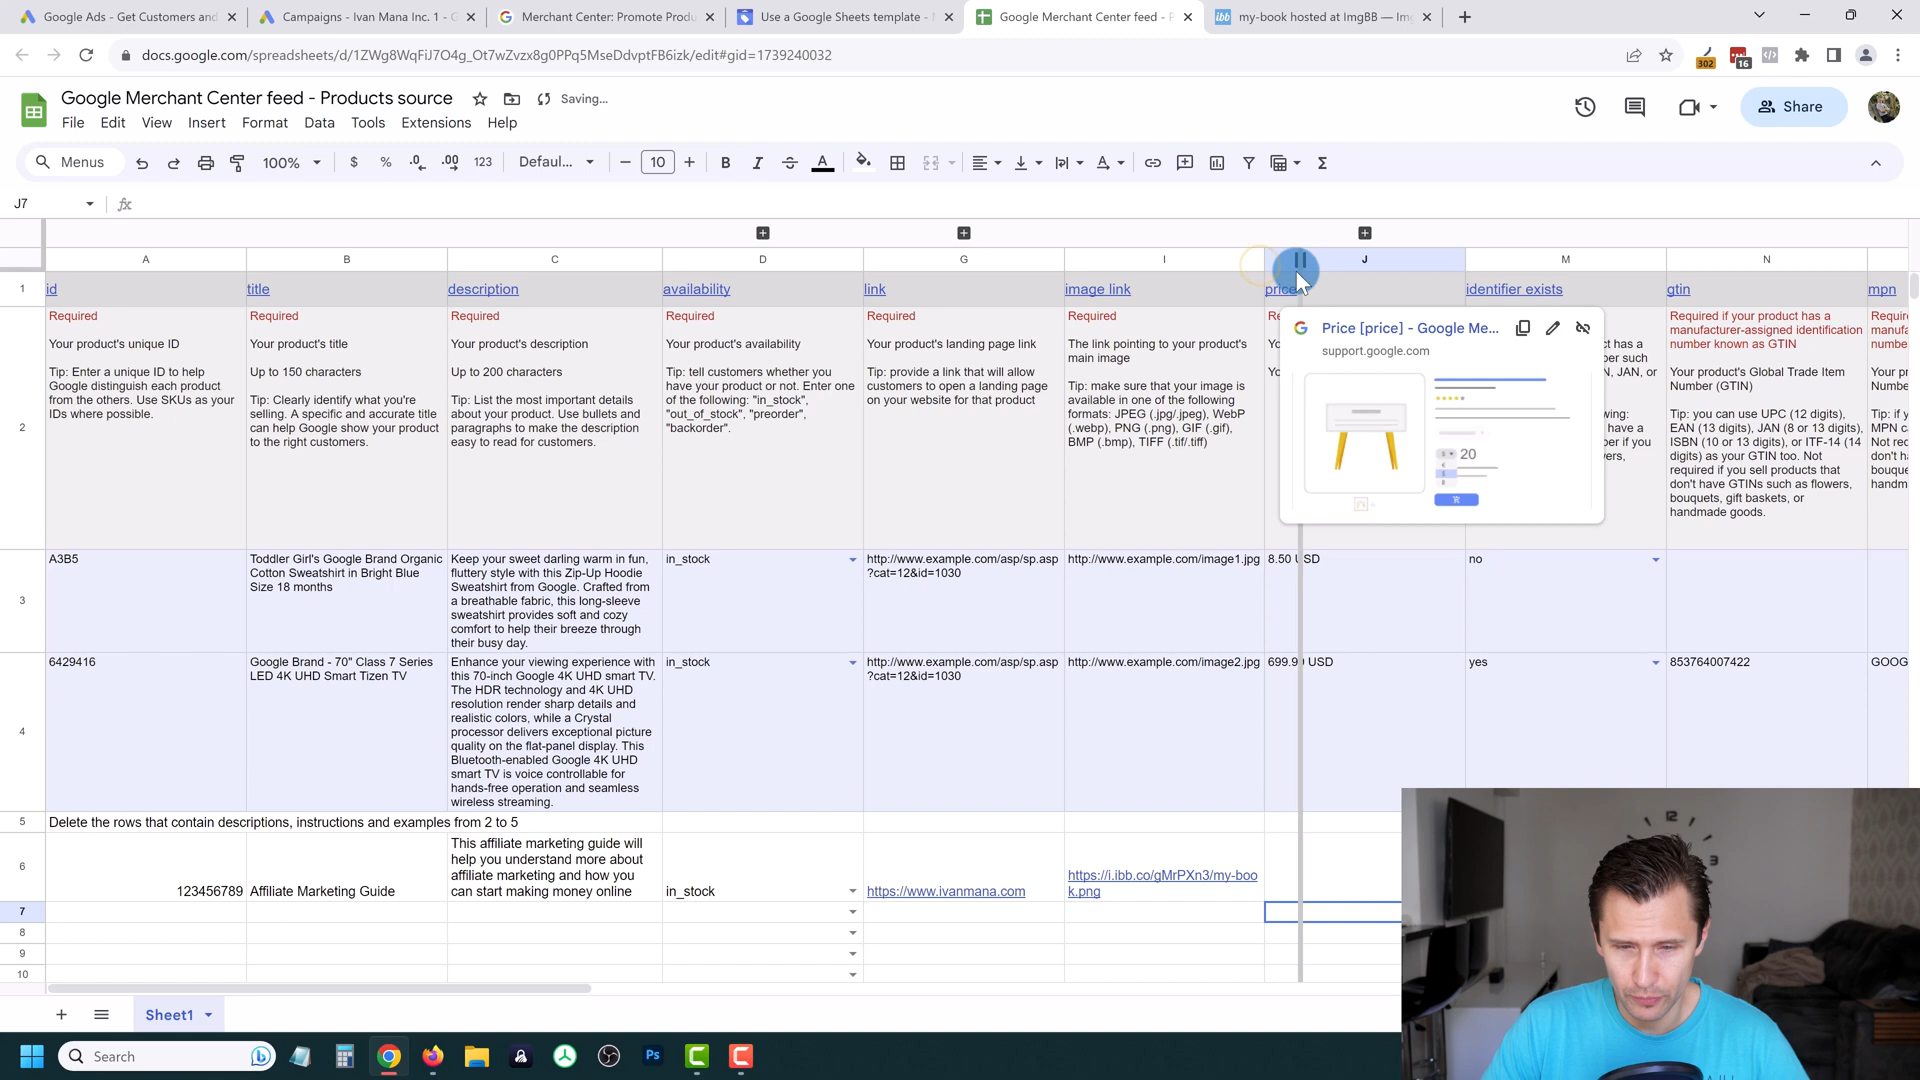 Google Ads - Get Customers and
Campaigns - Ivan Mana Inc. 1 - G
Merchant Center: Promote Produ
Use a Google Sheets template -
Google Merchant Center feed - P
my-book hosted at ImgBB — Im
docs.google.com/spreadsheets/d/1ZWg8WqFiJ7O4g_Ot7wZvzx8g0PPq5MseDdvptFB6izk/edit#gid=1739240032
302
16
Google Merchant Center feed - Products source
Saving...
File Edit View Insert Format Data Tools Extensions Help
Share
Menus
100%
$ % .0 .00 123
Defaul...
10
J7
A B C D G I J M N
1 id title description availability link image link price identifier exists gtin mpn
2
Required
Your product's unique ID
Tip: Enter a unique ID to help
Google distinguish each product
from the others. Use SKUs as your
IDs where possible.
Required
Your product's title
Up to 150 characters
Tip: Clearly identify what you're
selling. A specific and accurate title
can help Google show your product
to the right customers.
Required
Your product's description
Up to 200 characters
Tip: List the most important details
about your product. Use bullets and
paragraphs to make the description
easy to read for customers.
Required
Your product's availability
Tip: tell customers whether you
have your product or not. Enter one
of the following: "in_stock",
"out_of_stock", "preorder",
"backorder".
Required
Your product's landing page link
Tip: provide a link that will allow
customers to open a landing page
on your website for that product
Required
The link pointing to your product's
main image
Tip: make sure that your image is
available in one of the following
formats: JPEG (.jpg/.jpeg), WebP
(.webp), PNG (.png), GIF (.gif),
BMP (.bmp), TIFF (.tif/.tiff)
Price [price] - Google Me...
support.google.com
20
Required if your product has a
manufacturer-assigned identification
number known as GTIN
Your product's Global Trade Item
Number (GTIN)
Tip: you can use UPC (12 digits),
EAN (13 digits), JAN (8 or 13 digits),
ISBN (10 or 13 digits), or ITF-14 (14
digits) as your GTIN too. Not
required if you sell products that
don't have GTINs such as flowers,
bouquets, gift baskets, or
handmade goods.
3
A3B5
Toddler Girl's Google Brand Organic
Cotton Sweatshirt in Bright Blue
Size 18 months
Keep your sweet darling warm in fun,
fluttery style with this Zip-Up Hoodie
Sweatshirt from Google. Crafted from
a breathable fabric, this long-sleeve
sweatshirt provides soft and cozy
comfort to help their breeze through
their busy day.
in_stock
http://www.example.com/asp/sp.asp
?cat=12&id=1030
http://www.example.com/image1.jpg
8.50 USD
no
4
6429416
Google Brand - 70" Class 7 Series
LED 4K UHD Smart Tizen TV
Enhance your viewing experience with
this 70-inch Google 4K UHD smart TV.
The HDR technology and 4K UHD
resolution render sharp details and
realistic colors, while a Crystal
processor delivers exceptional picture
quality on the flat-panel display. This
Bluetooth-enabled Google 4K UHD
smart TV is voice controllable for
hands-free operation and seamless
wireless streaming.
in_stock
http://www.example.com/asp/sp.asp
?cat=12&id=1030
http://www.example.com/image2.jpg
699.99 USD
yes
853764007422
GOOG
5 Delete the rows that contain descriptions, instructions and examples from 2 to 5
6
123456789
Affiliate Marketing Guide
This affiliate marketing guide will
help you understand more about
affiliate marketing and how you
can start making money online
in_stock
https://www.ivanmana.com
https://i.ibb.co/gMrPXn3/my-boo
k.png
7
8
9
10
Sheet1
Search